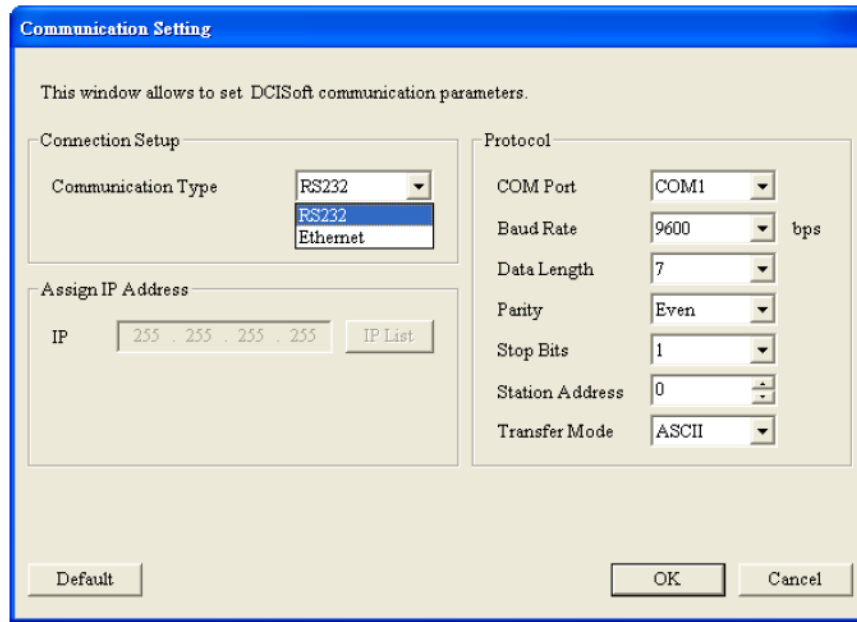 Communication Setting
This window allows to set DCISoft communication parameters.
Connection Setup
Communication Type
RS232
RS232
Ethernet
Assign IP Address
IP
255 . 255 . 255 . 255
IP List
Protocol
COM Port
COM1
Baud Rate
9600
bps
Data Length
7
Parity
Even
Stop Bits
1
Station Address
0
Transfer Mode
ASCII
Default
OK
Cancel